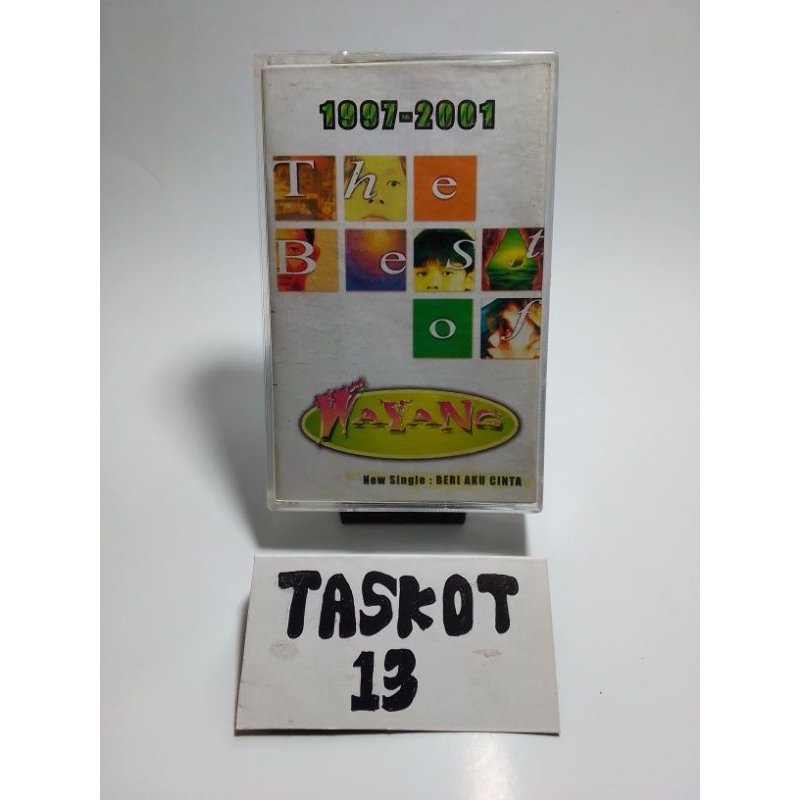 1997-2001
The
Best
of
WAYANG
New Single : BERI AKU CINTA
TASKOT
13